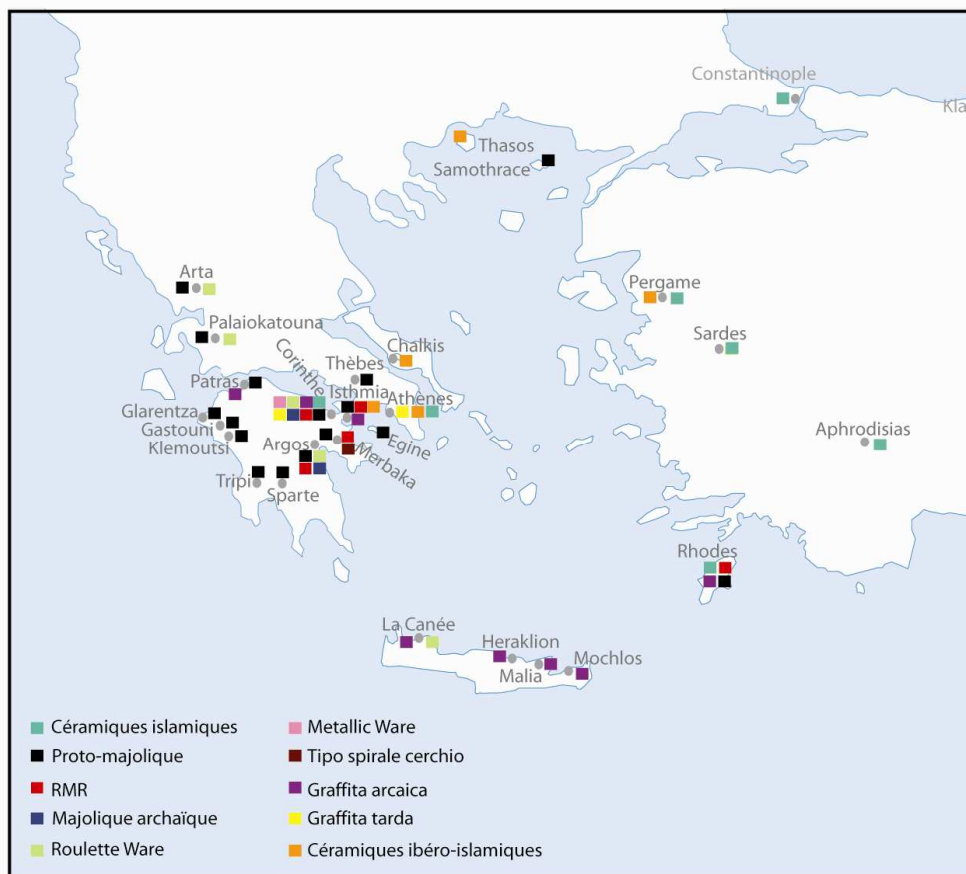 Constantinople
Kla
Thasos
Samothrace
Arta
Pergame
Palaiokatouna
Sardes
Chalkis
Corinthe
Thèbes
Patras
Isthmia
Athènes
Glarentza
Gastouni
Klemoutsi
Argos
Egine
Merbaka
Aphrodisias
Tripi
Sparte
Rhodes
La Canée
Heraklion
Malia
Mochlos
Céramiques islamiques
Proto-majolique
RMR
Majolique archaïque
Roulette Ware
Metallic Ware
Tipo spirale cerchio
Graffita arcaica
Graffita tarda
Céramiques ibéro-islamiques